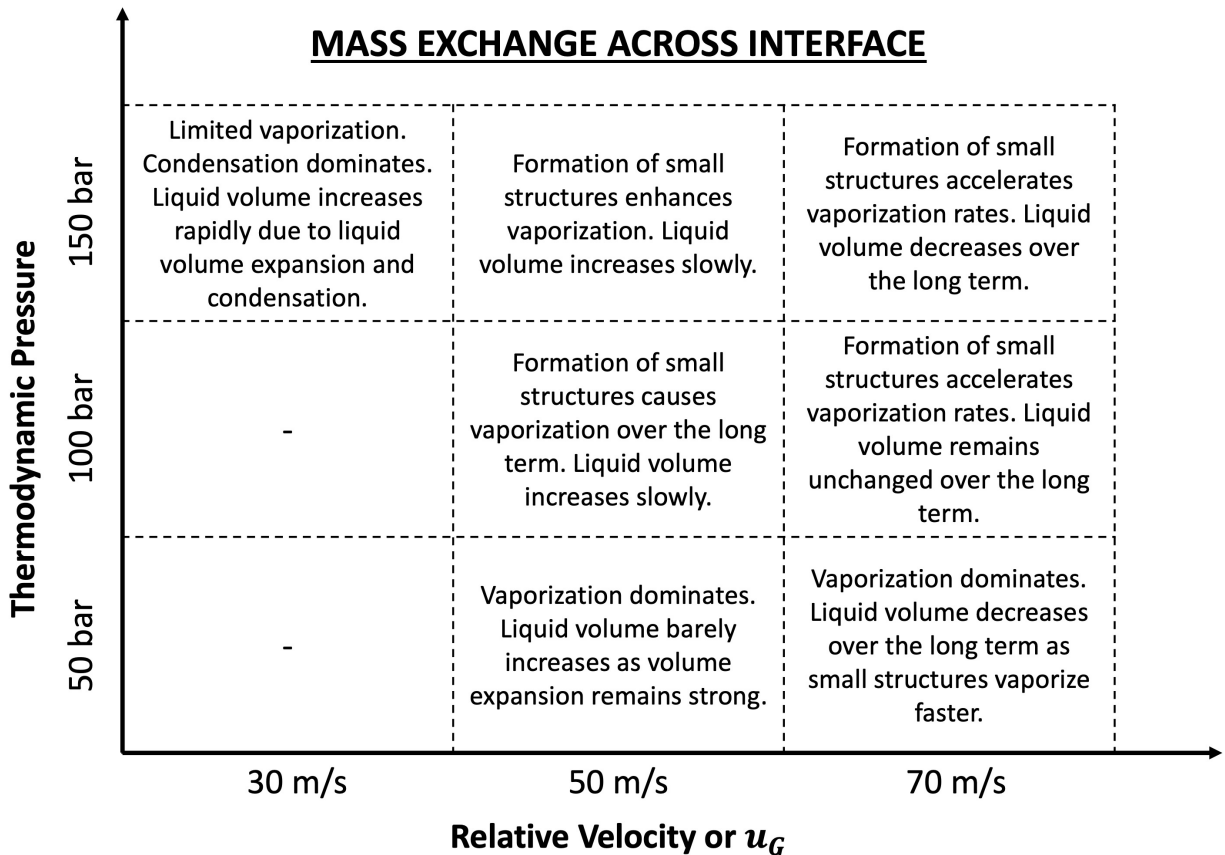 MASS EXCHANGE ACROSS INTERFACE
Thermodynamic Pressure
150 bar
Limited vaporization.
Condensation dominates.
Liquid volume increases
rapidly due to liquid
volume expansion and
condensation.
Formation of small
structures enhances
vaporization. Liquid
volume increases slowly.
Formation of small
structures accelerates
vaporization rates. Liquid
volume decreases over
the long term.
100 bar
-
Formation of small
structures causes
vaporization over the long
term. Liquid volume
increases slowly.
Formation of small
structures accelerates
vaporization rates. Liquid
volume remains
unchanged over the long
term.
50 bar
-
Vaporization dominates.
Liquid volume barely
increases as volume
expansion remains strong.
Vaporization dominates.
Liquid volume decreases
over the long term as
small structures vaporize
faster.
30 m/s
50 m/s
70 m/s
Relative Velocity or u_G